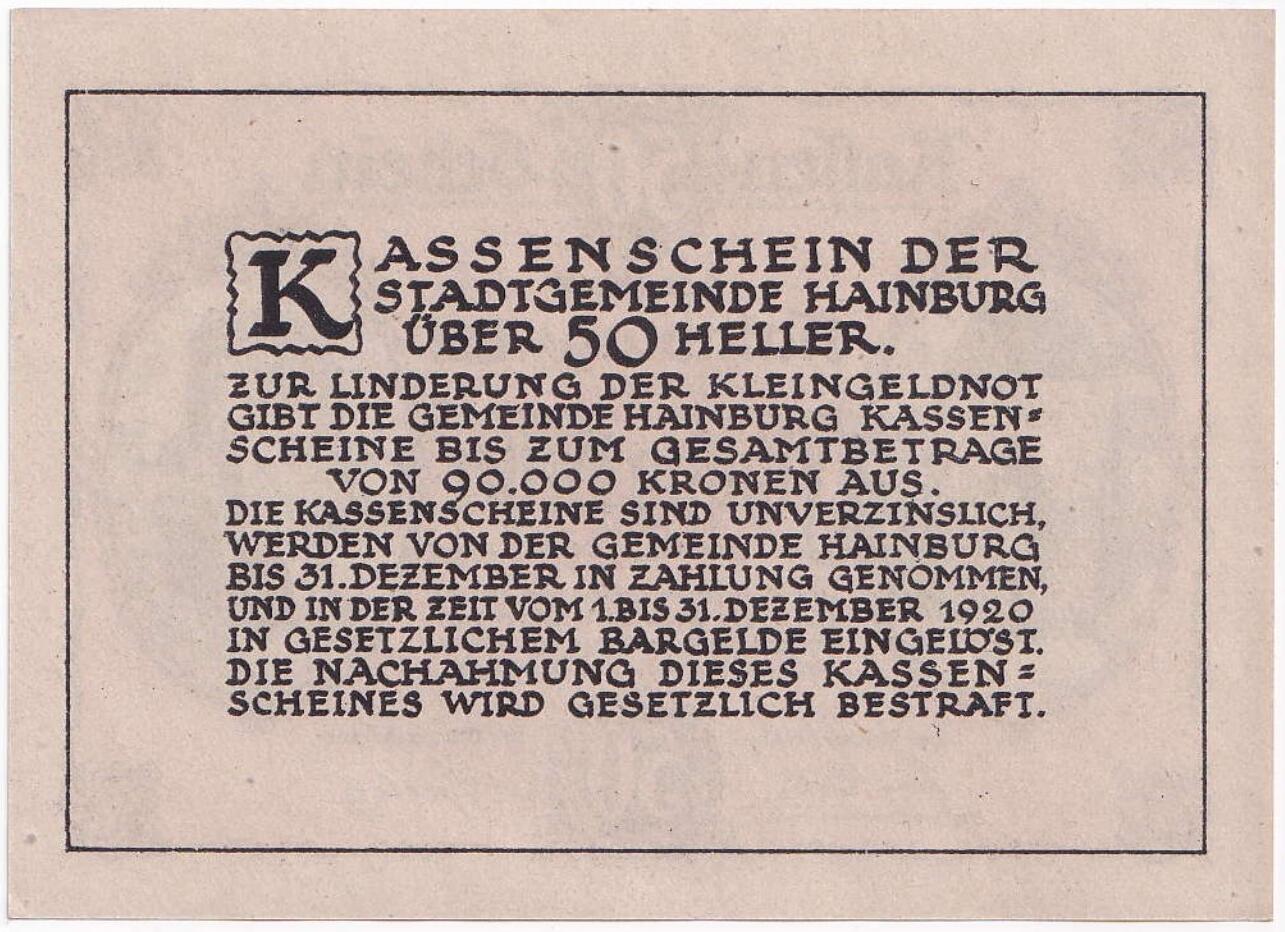 KASSENSCHEIN DER
STADTGEMEINDE HAINBURG
ÜBER 50 HELLER.
ZUR LINDERUNG DER KLEINGELDNOT
GIBT DIE GEMEINDE HAINBURG KASSEN=
SCHEINE BIS ZUM GESAMTBETRAGE
VON 90.000 KRONEN AUS.
DIE KASSENSCHEINE SIND UNVERZINSLICH,
WERDEN VON DER GEMEINDE HAINBURG
BIS 31. DEZEMBER IN ZAHLUNG GENOMMEN,
UND IN DER ZEIT VOM 1. BIS 31. DEZEMBER 1920
IN GESETZLICHEM BARGELDE EINGELÖST.
DIE NACHAHMUNG DIESES KASSEN=
SCHEINES WIRD GESETZLICH BESTRAFT.